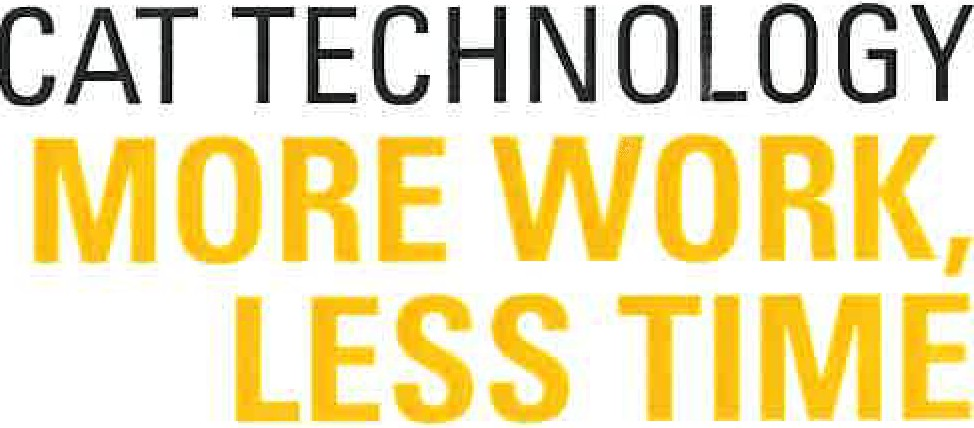 CAT TECHNOLOGY
MORE WORK,
LESS TIME